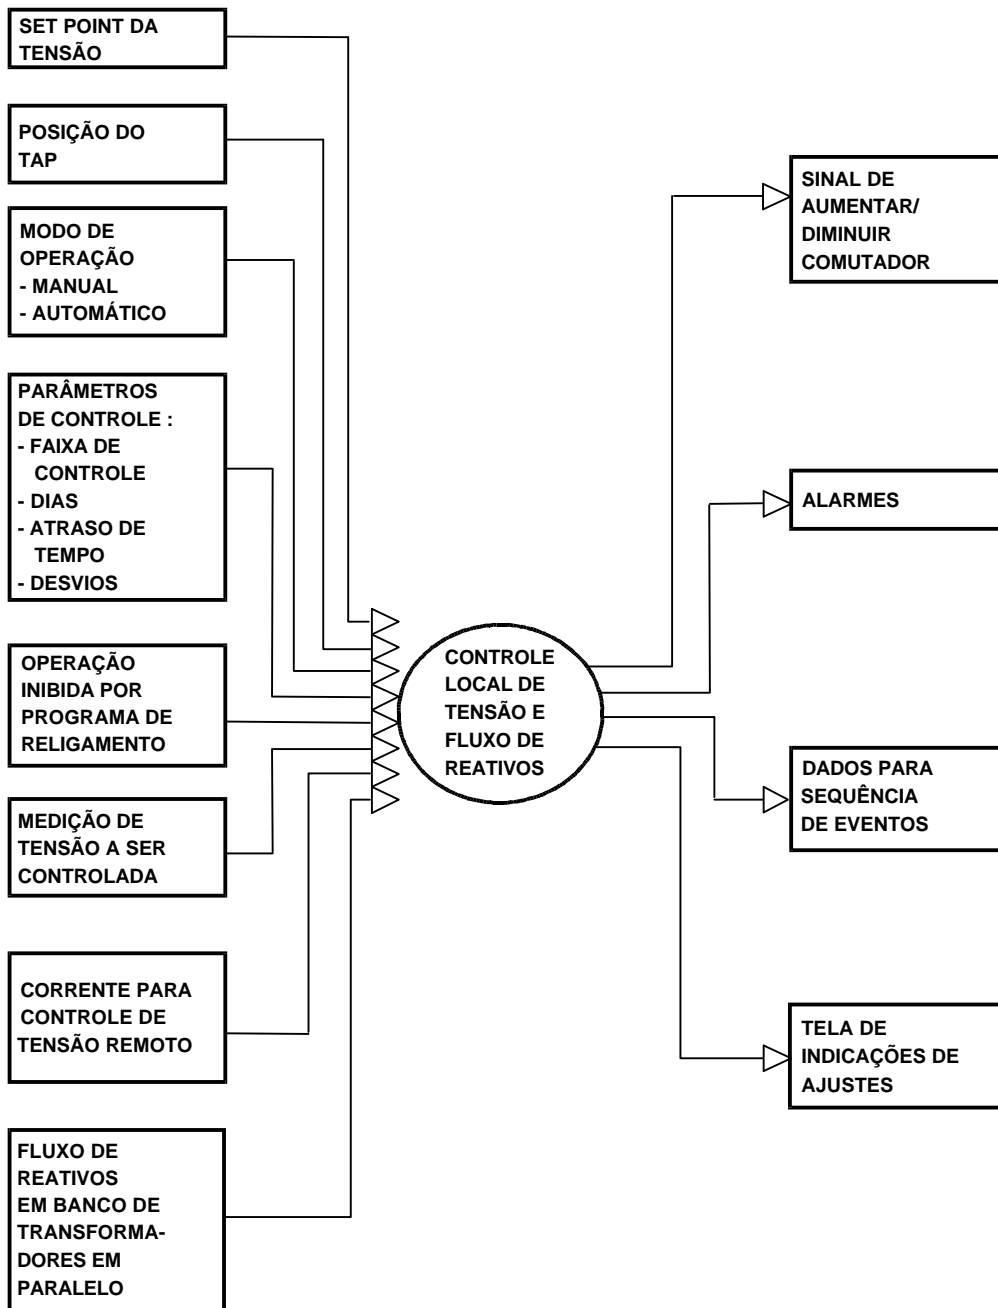 SET POINT DA
TENSÃO
POSIÇÃO DO
TAP
MODO DE
OPERAÇÃO
- MANUAL
- AUTOMÁTICO
PARÂMETROS
DE CONTROLE :
- FAIXA DE
CONTROLE
- DIAS
- ATRASO DE
TEMPO
- DESVIOS
OPERAÇÃO
INIBIDA POR
PROGRAMA DE
RELIGAMENTO
MEDIÇÃO DE
TENSÃO A SER
CONTROLADA
CORRENTE PARA
CONTROLE DE
TENSÃO REMOTO
FLUXO DE
REATIVOS
EM BANCO DE
TRANSFORMA-
DORES EM
PARALELO
CONTROLE
LOCAL DE
TENSÃO E
FLUXO DE
REATIVOS
SINAL DE
AUMENTAR/
DIMINUIR
COMUTADOR
ALARMES
DADOS PARA
SEQUÊNCIA
DE EVENTOS
TELA DE
INDICAÇÕES DE
AJUSTES